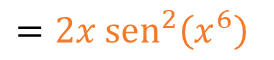 = 2x sen²(x⁶)